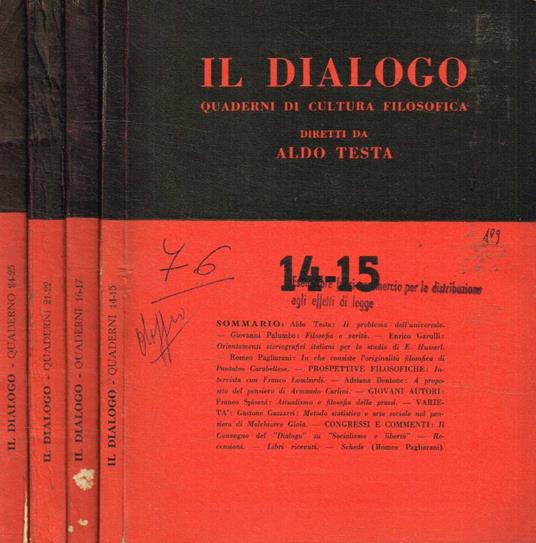 IL DIALOGO
QUADERNI DI CULTURA FILOSOFICA
DIRETTI DA
ALDO TESTA
76
14-15
per le distribuzione
agli effetti di legge
SOMMARIO: Aldo Testa: Il problema dell'universale.
— Giovanni Palumbo: Filosofia e verità. — Enrico Garulli:
Orientamenti storiografici italiani per lo studio di E. Husserl.
— Romeo Pagliarani: In che consiste l'originalità filosofica di
Pantaleo Carabellese. — PROSPETTIVE FILOSOFICHE: In-
tervista con Franco Lombardi. — Adriana Dentone: A propo-
sito del pensiero di Armando Carlini. — GIOVANI AUTORI:
Franco Spisani: Attualismo e filosofia della prassi. — VARIE-
TA': Gastone Gazzarri: Metodo statistico e arte sociale nel pen-
siero di Melchiorre Gioia. — CONGRESSI E COMMENTI: Il
Convegno del "Dialogo" su "Socialismo e libertà" — Re-
censioni. — Libri ricevuti. — Schede (Romeo Pagliarani).
IL DIALOGO - QUADERNO 24-25
IL DIALOGO - QUADERNI 21-22
IL DIALOGO - QUADERNI 16-17
IL DIALOGO - QUADERNI 14-15